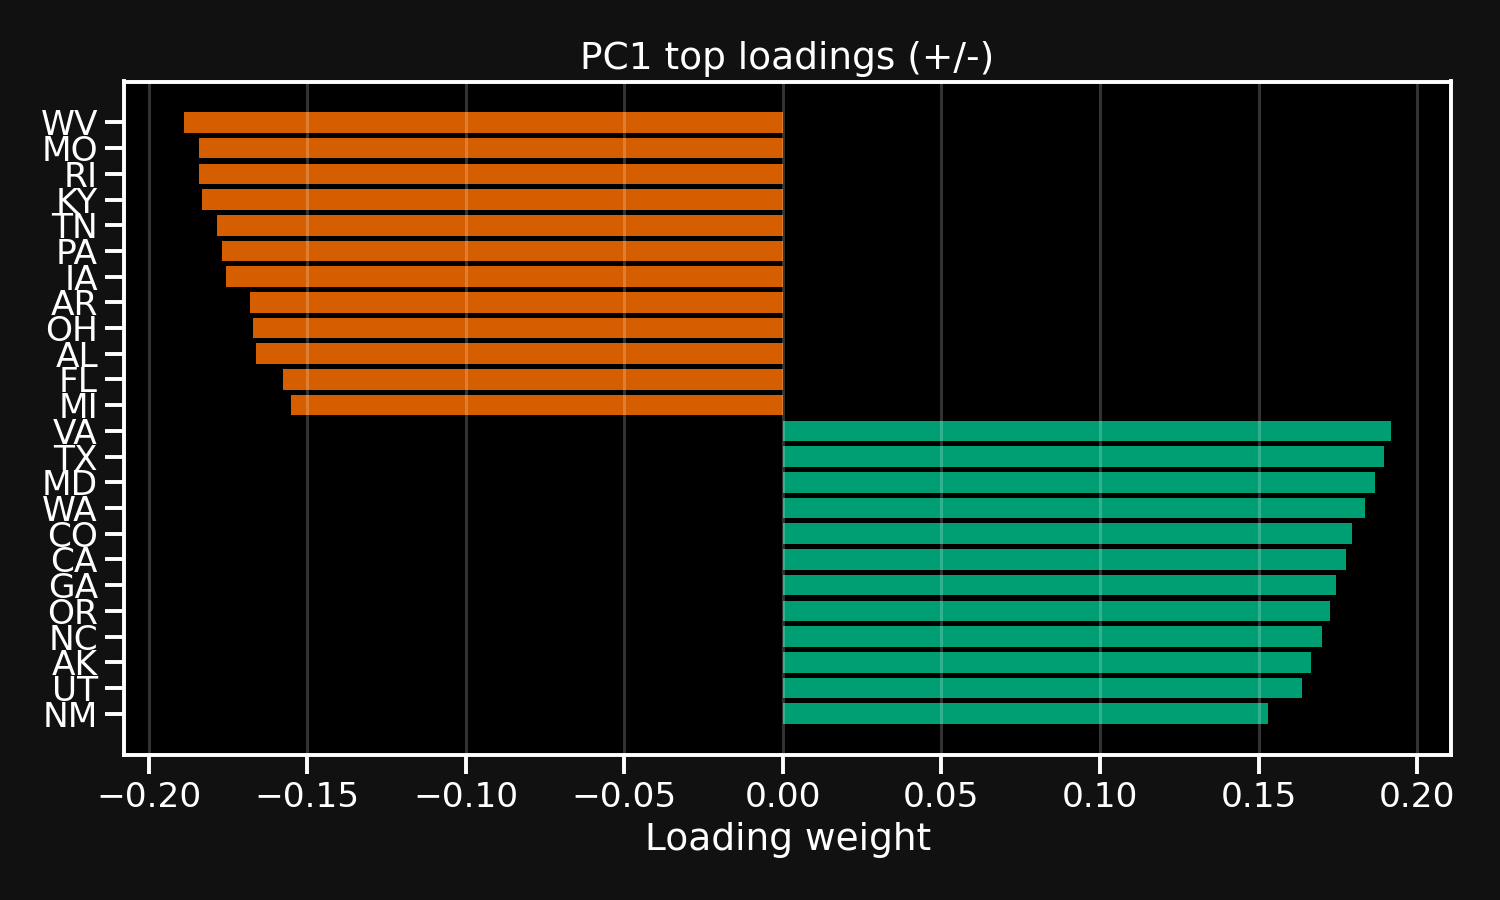 PC1 top loadings (+/-)
WV
MO
RI
KY
TN
PA
IA
AR
OH
AL
FL
MI
VA
TX
MD
WA
CO
CA
GA
OR
NC
AK
UT
NM
−0.20 −0.15 −0.10 −0.05 0.00 0.05 0.10 0.15 0.20
Loading weight